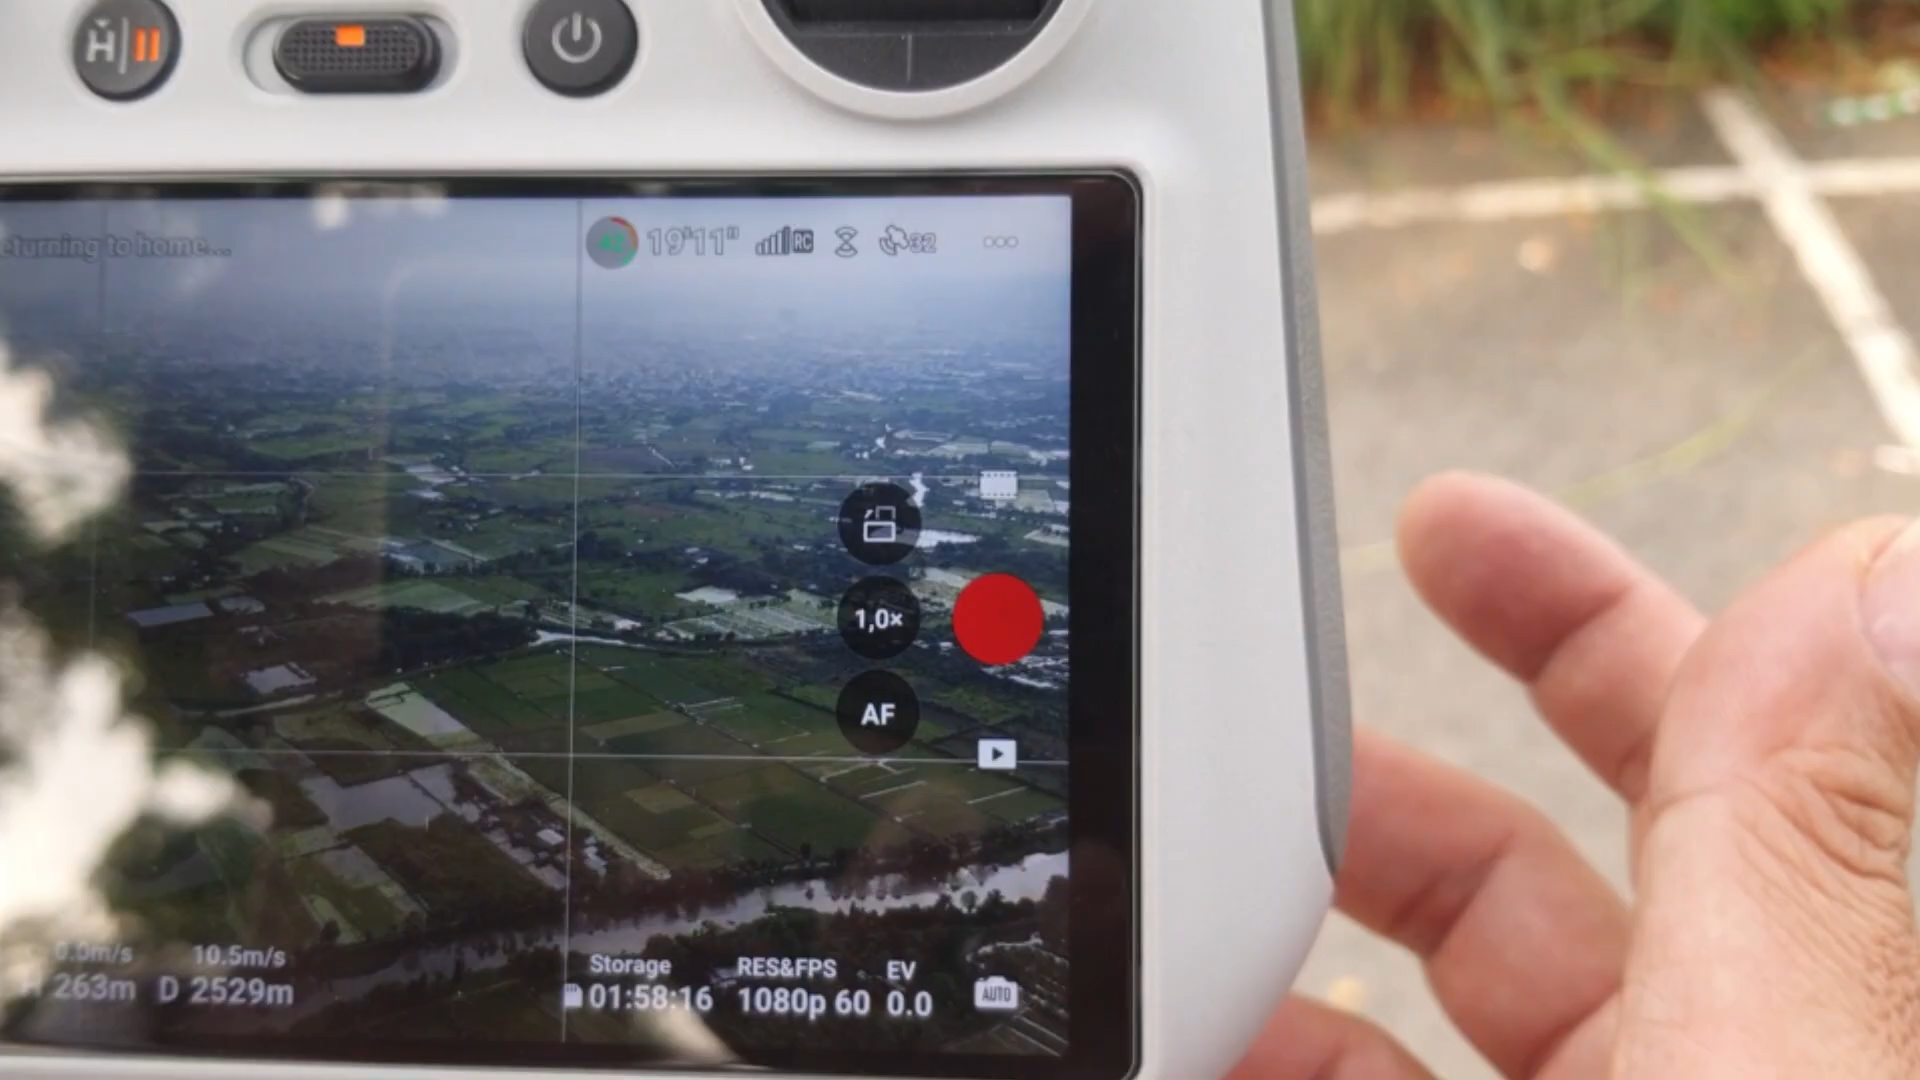 H
eturning to home...
19'11"
RC
32
1,0×
AF
0.0m/s 10.5m/s
H 263m D 2529m
Storage RES&FPS EV
01:58:16 1080p 60 0.0
AUTO